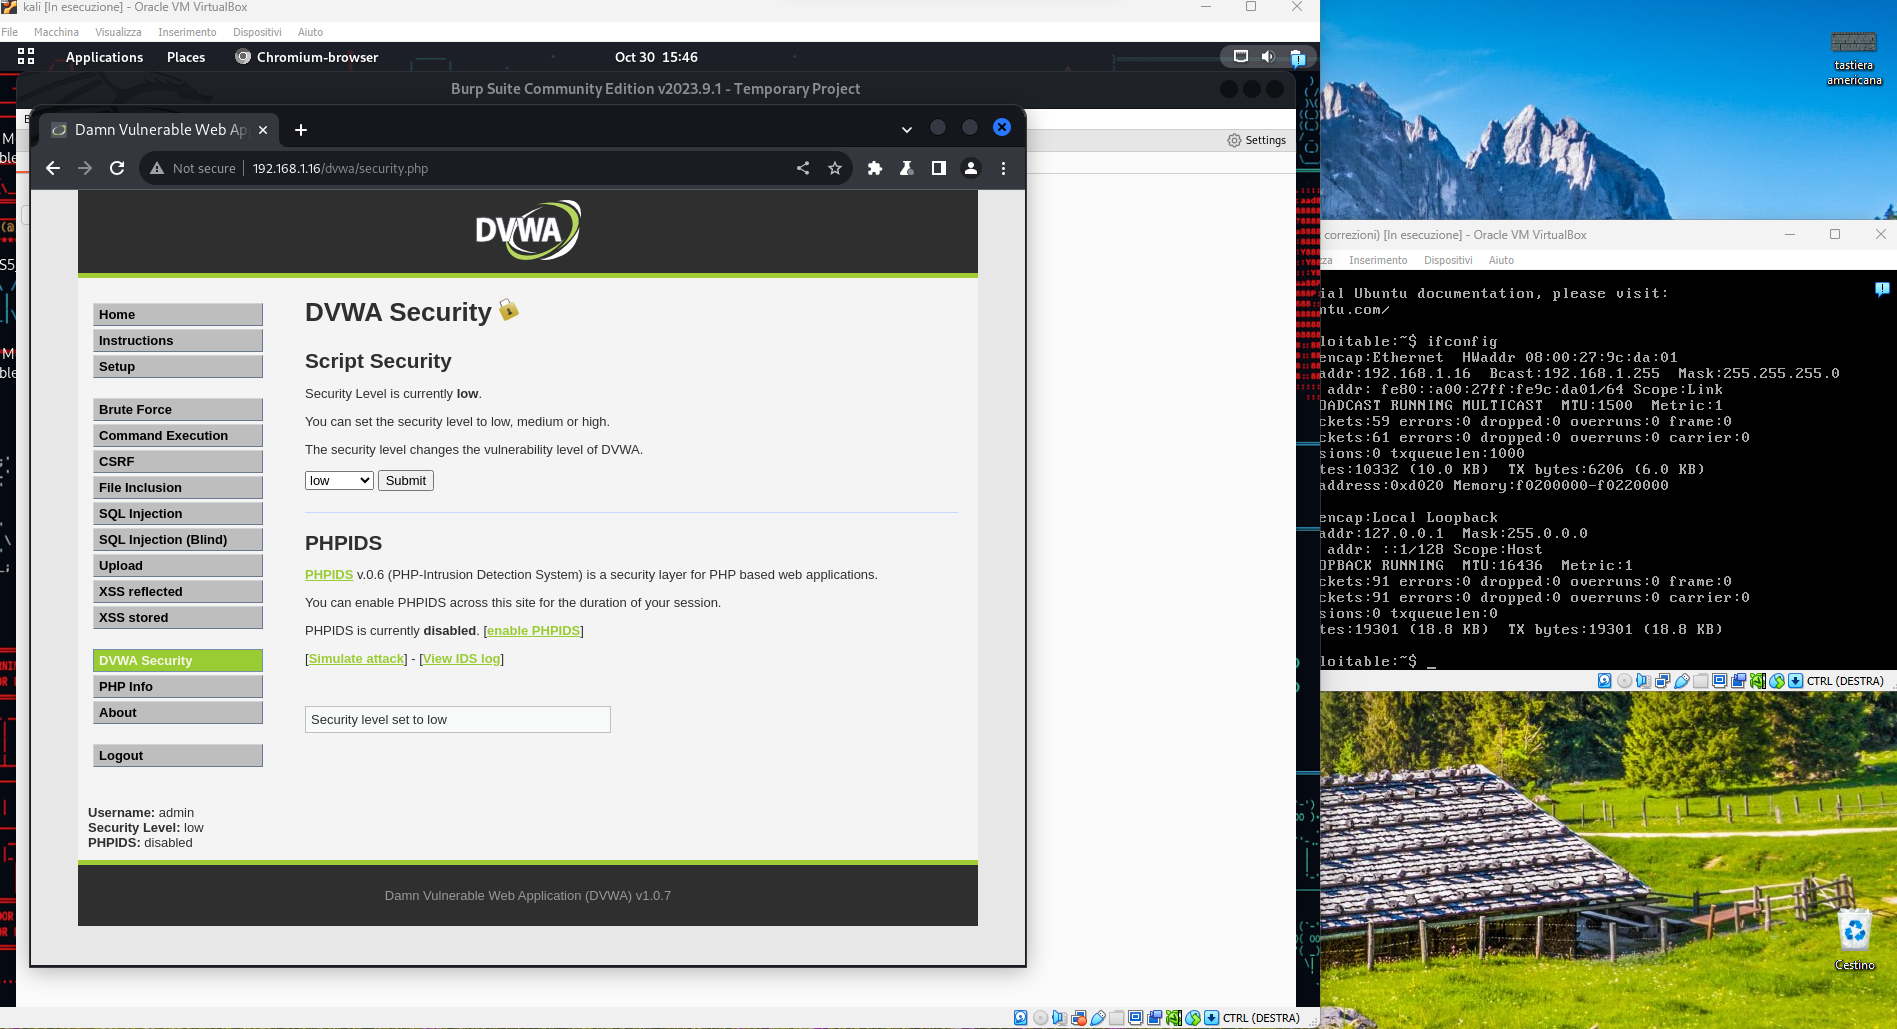 kali [In esecuzione] - Oracle VM VirtualBox
File Macchina Visualizza Inserimento Dispositivi Aiuto
Applications Places Chromium-browser Oct 30 15:46
Burp Suite Community Edition v2023.9.1 - Temporary Project
Settings
Damn Vulnerable Web Ap
Not secure 192.168.1.16/dvwa/security.php
DVWA
Home
Instructions
Setup
Brute Force
Command Execution
CSRF
File Inclusion
SQL Injection
SQL Injection (Blind)
Upload
XSS reflected
XSS stored
DVWA Security
PHP Info
About
Logout
Username: admin
Security Level: low
PHPIDS: disabled
DVWA Security
Script Security
Security Level is currently low.
You can set the security level to low, medium or high.
The security level changes the vulnerability level of DVWA.
low Submit
PHPIDS
PHPIDS v.0.6 (PHP-Intrusion Detection System) is a security layer for PHP based web applications.
You can enable PHPIDS across this site for the duration of your session.
PHPIDS is currently disabled. [enable PHPIDS]
[Simulate attack] - [View IDS log]
Security level set to low
Damn Vulnerable Web Application (DVWA) v1.0.7
CTRL (DESTRA)
tastiera
americana
correzioni) [In esecuzione] - Oracle VM VirtualBox
zza Inserimento Dispositivi Aiuto
ial Ubuntu documentation, please visit:
ntu.com/
loitable:~$ ifconfig
encap:Ethernet HWaddr 08:00:27:9c:da:01
addr:192.168.1.16 Bcast:192.168.1.255 Mask:255.255.255.0
addr: fe80::a00:27ff:fe9c:da01/64 Scope:Link
OADCAST RUNNING MULTICAST MTU:1500 Metric:1
ckets:59 errors:0 dropped:0 overruns:0 frame:0
ckets:61 errors:0 dropped:0 overruns:0 carrier:0
sions:0 txqueuelen:1000
tes:10332 (10.0 KB) TX bytes:6206 (6.0 KB)
address:0xd020 Memory:f0200000-f0220000
encap:Local Loopback
addr:127.0.0.1 Mask:255.0.0.0
addr: ::1/128 Scope:Host
OPBACK RUNNING MTU:16436 Metric:1
ckets:91 errors:0 dropped:0 overruns:0 frame:0
ckets:91 errors:0 dropped:0 overruns:0 carrier:0
sions:0 txqueuelen:0
tes:19301 (18.8 KB) TX bytes:19301 (18.8 KB)
loitable:~$ _
CTRL (DESTRA)
Cestino